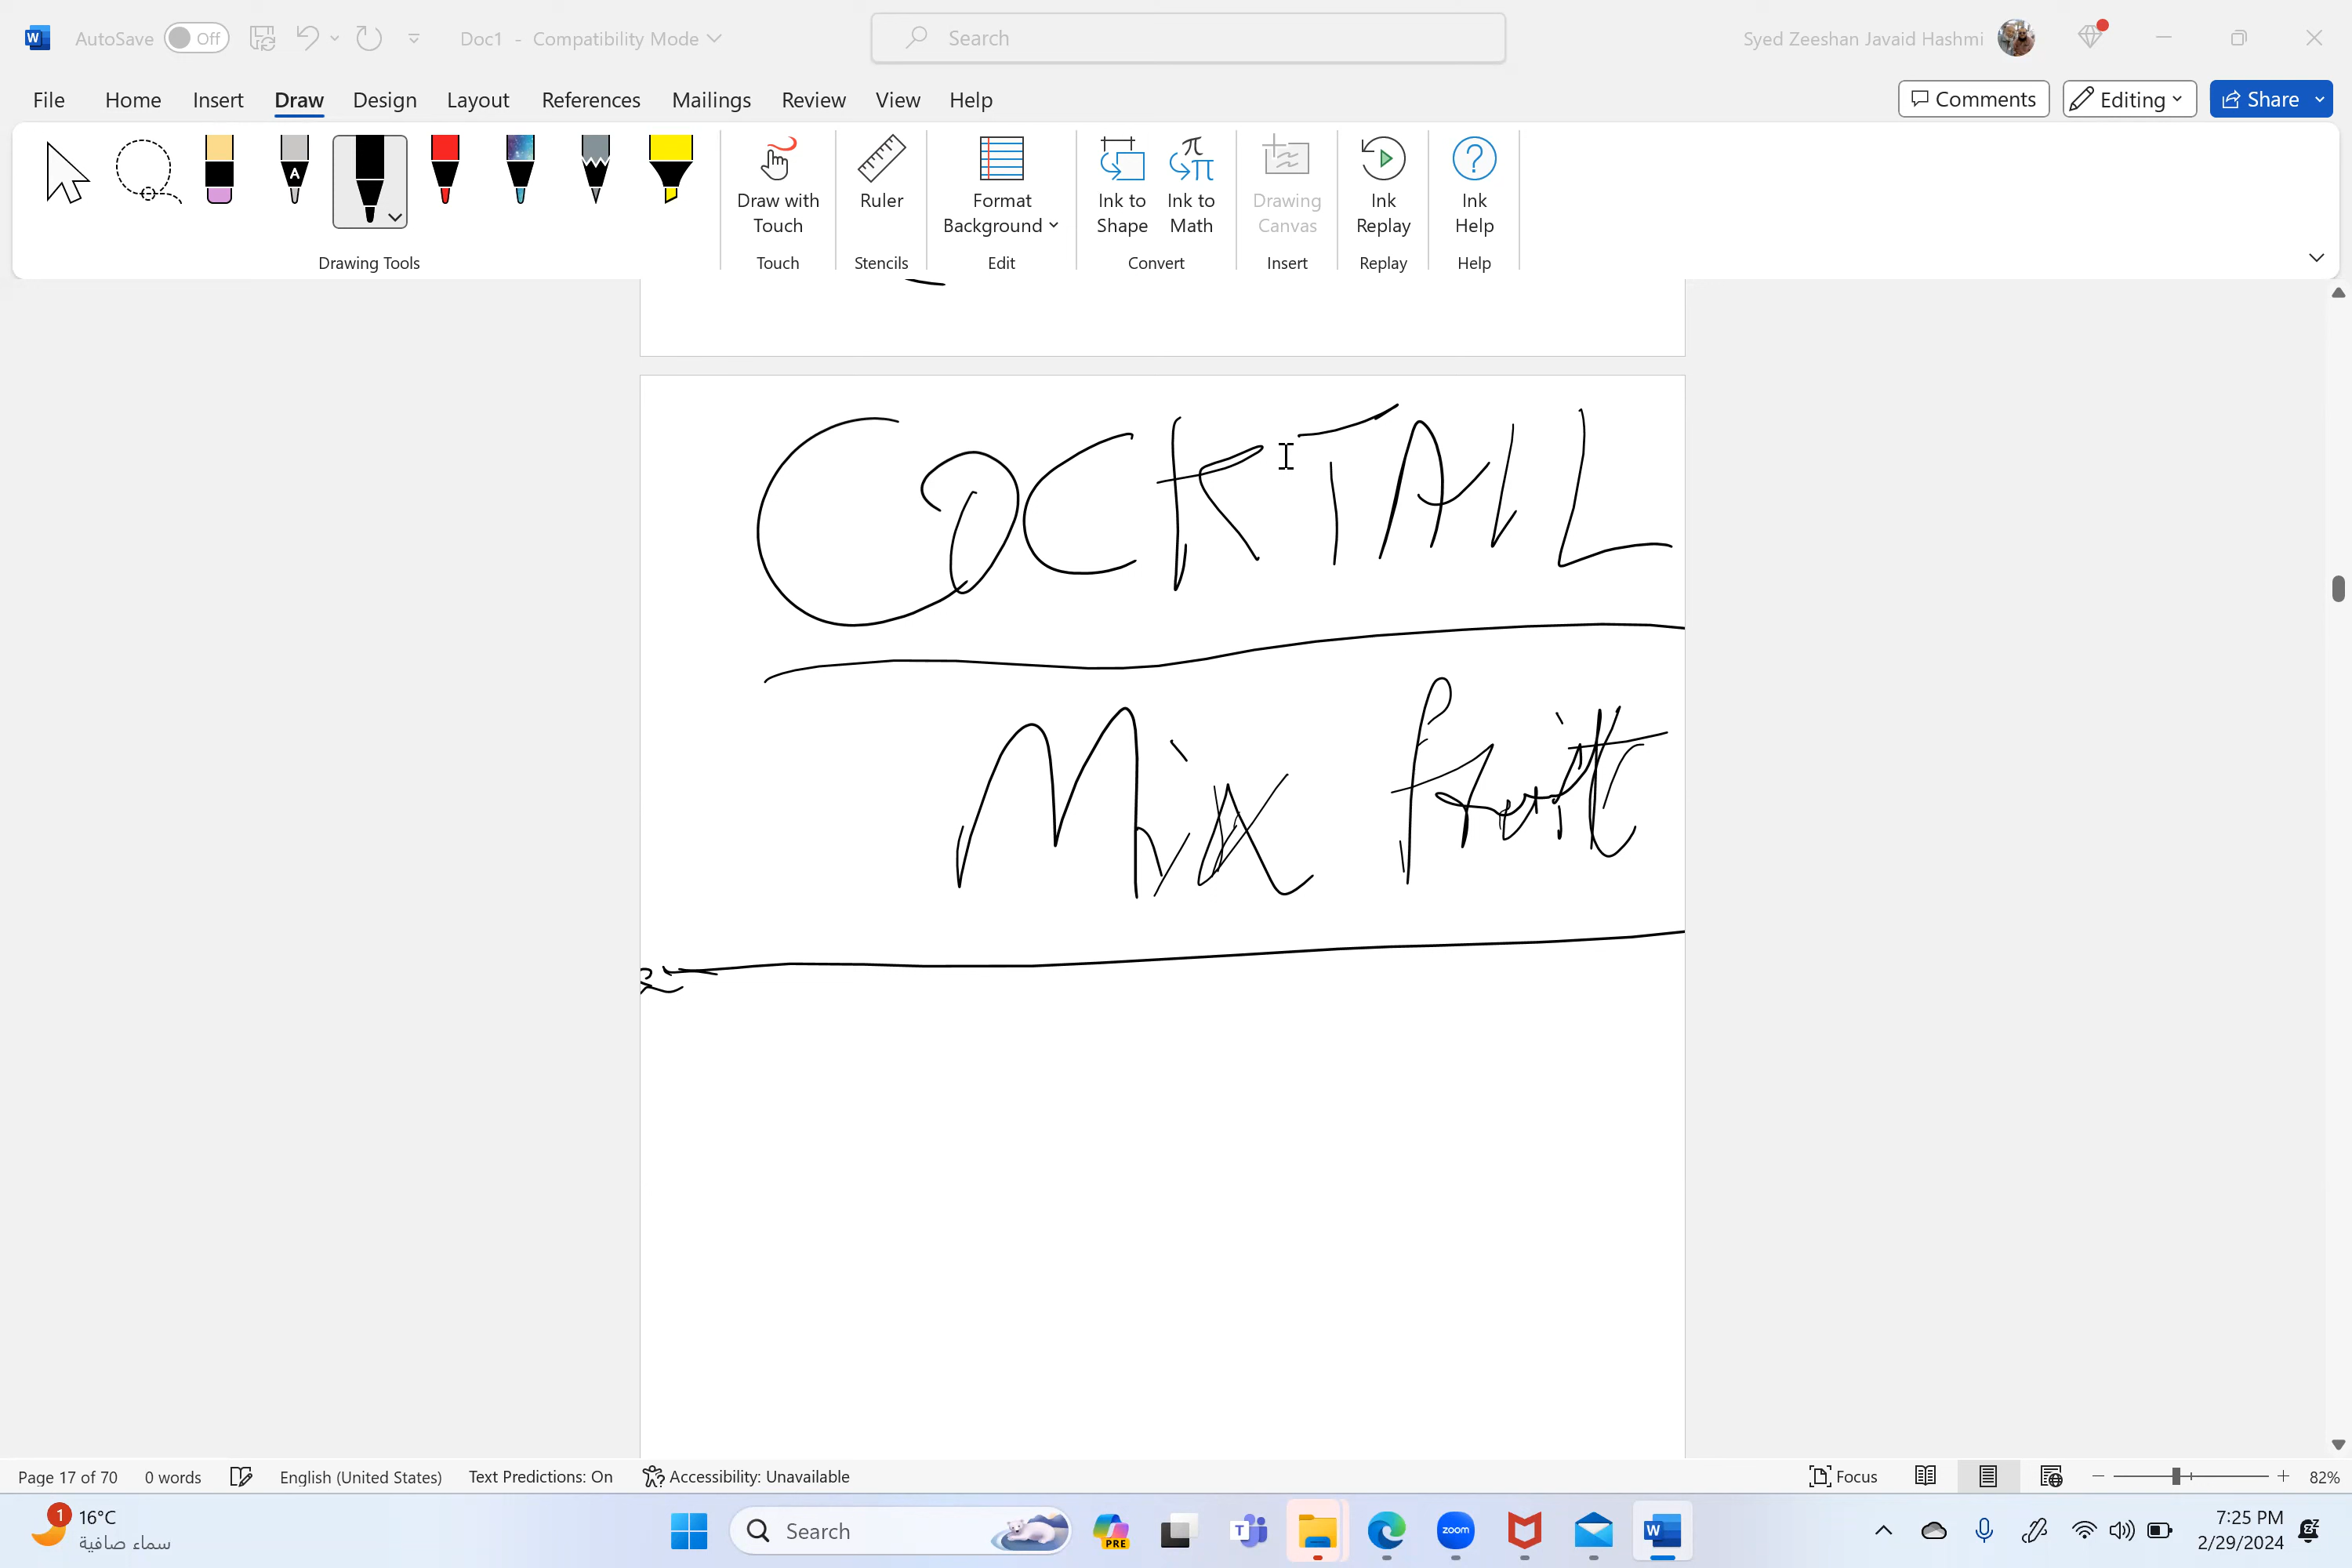 AutoSave Off Doc1 - Compatibility Mode Search Syed Zeeshan Javaid Hashmi
File Home Insert Draw Design Layout References Mailings Review View Help Comments Editing Share
A
Draw with Touch Ruler Format Background Ink to Shape Ink to Math Drawing Canvas Ink Replay Ink Help
Drawing Tools Touch Stencils Edit Convert Insert Replay Help
COCKTAIL
Mix fruit
Page 17 of 70 0 words English (United States) Text Predictions: On Accessibility: Unavailable Focus 82%
1 16°C Search PRE zoom 7:25 PM
سماء صافية 2/29/2024